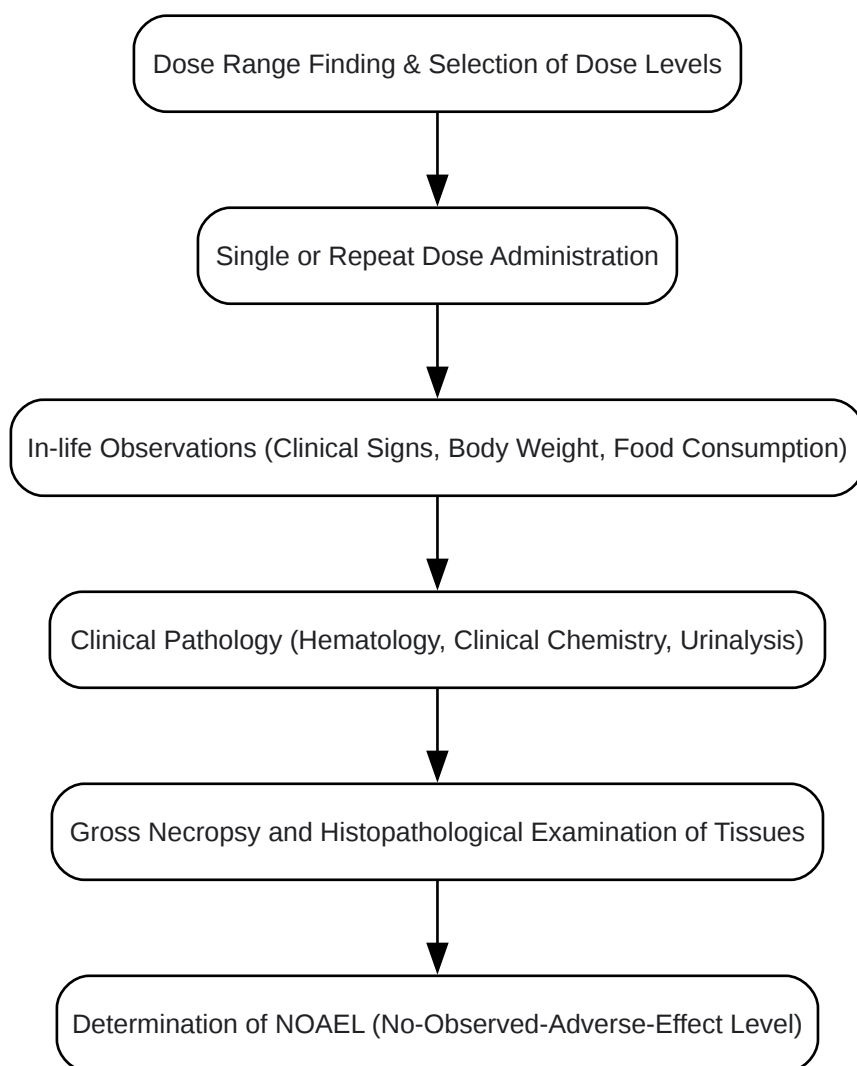 Dose Range Finding & Selection of Dose Levels
Single or Repeat Dose Administration
In-life Observations (Clinical Signs, Body Weight, Food Consumption)
Clinical Pathology (Hematology, Clinical Chemistry, Urinalysis)
Gross Necropsy and Histopathological Examination of Tissues
Determination of NOAEL (No-Observed-Adverse-Effect Level)